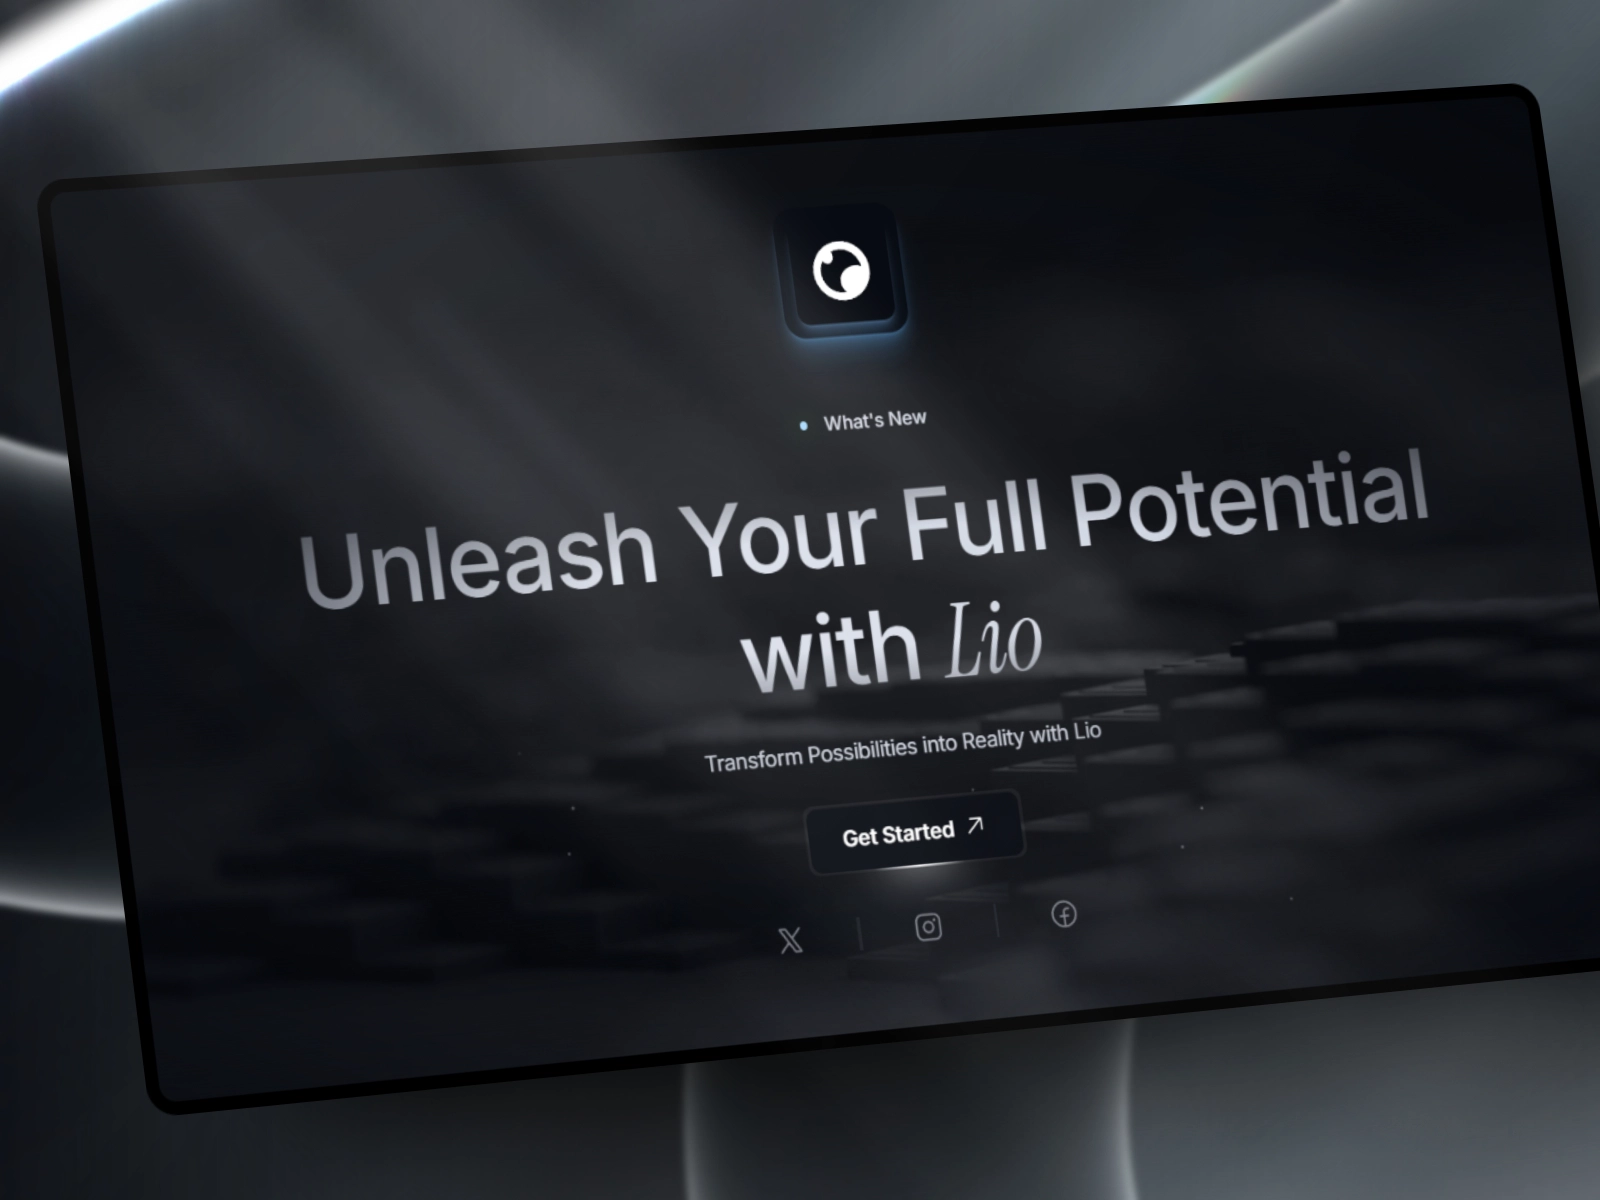 What's New
Unleash Your Full Potential
with Lio
Transform Possibilities into Reality with Lio
Get Started